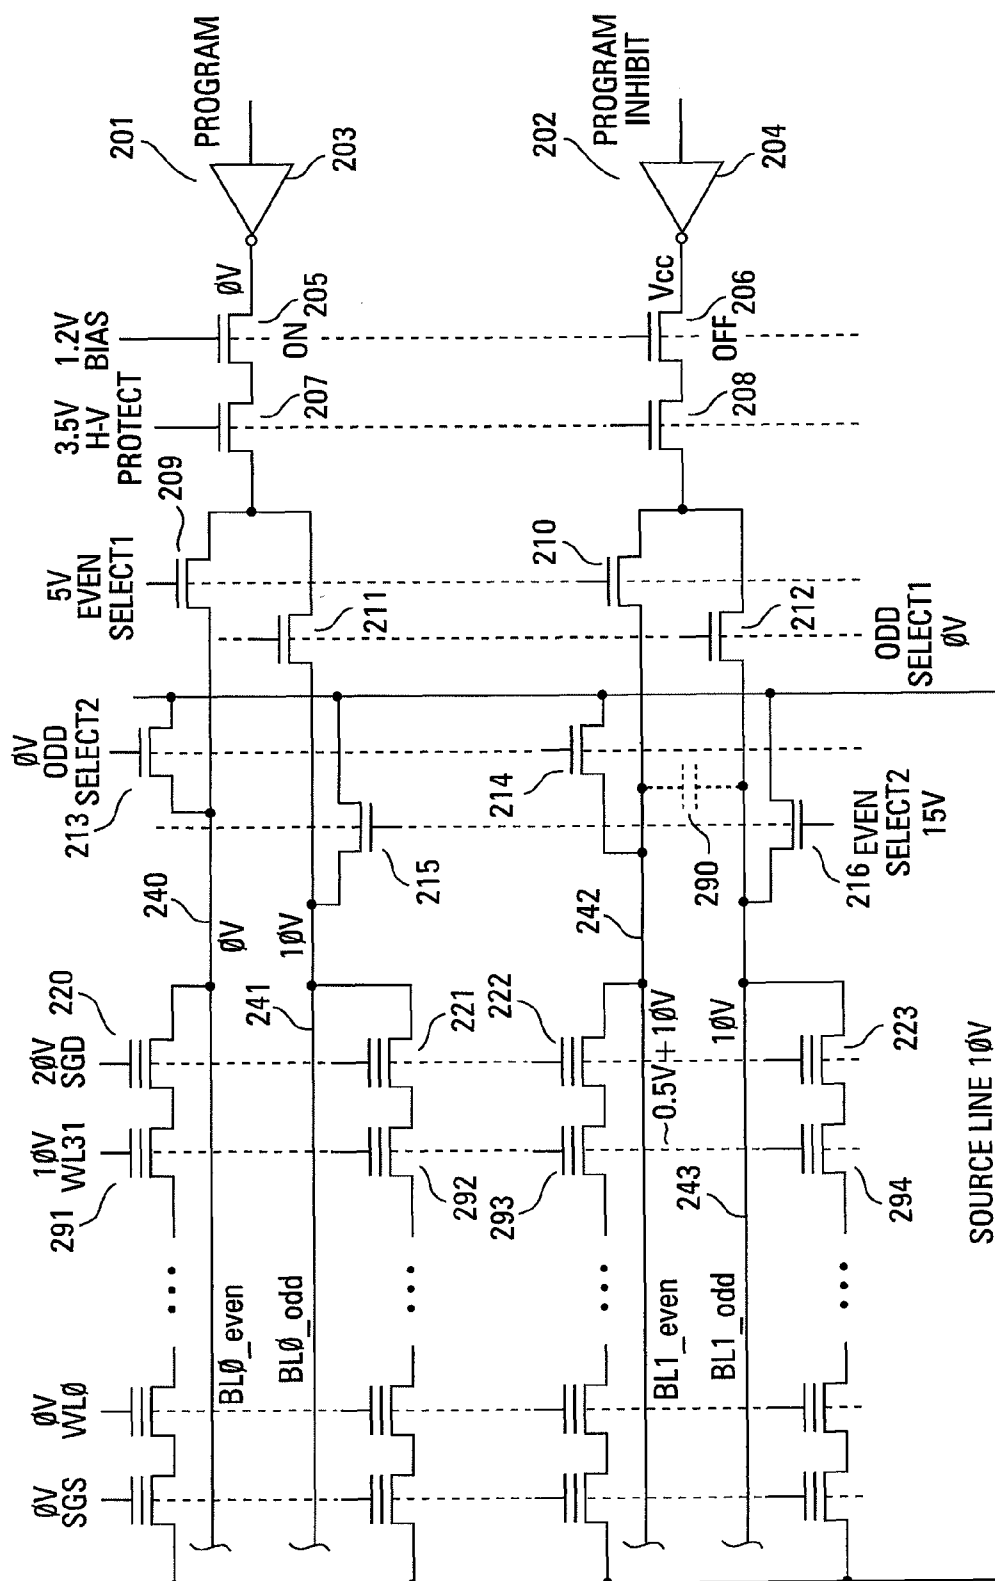 ØV
SGS
ØV
WLØ
1ØV
WL31
2ØV
SGD
ØV
ODD
SELECT2
5V
EVEN
SELECT1
3.5V
H-V
PROTECT
1.2V
BIAS
291
220
213
209
201
PROGRAM
203
240
ØV
BLØ_even
ØV
205
ON
207
211
241
1ØV
BLØ_odd
215
292
221
293
222
214
210
242
BL1_even
~0.5V + 1ØV
290
208
OFF
206
Vcc
202
PROGRAM
INHIBIT
204
212
243
1ØV
BL1_odd
294
223
216
EVEN
SELECT2
15V
ODD
SELECT1
ØV
SOURCE LINE 1ØV